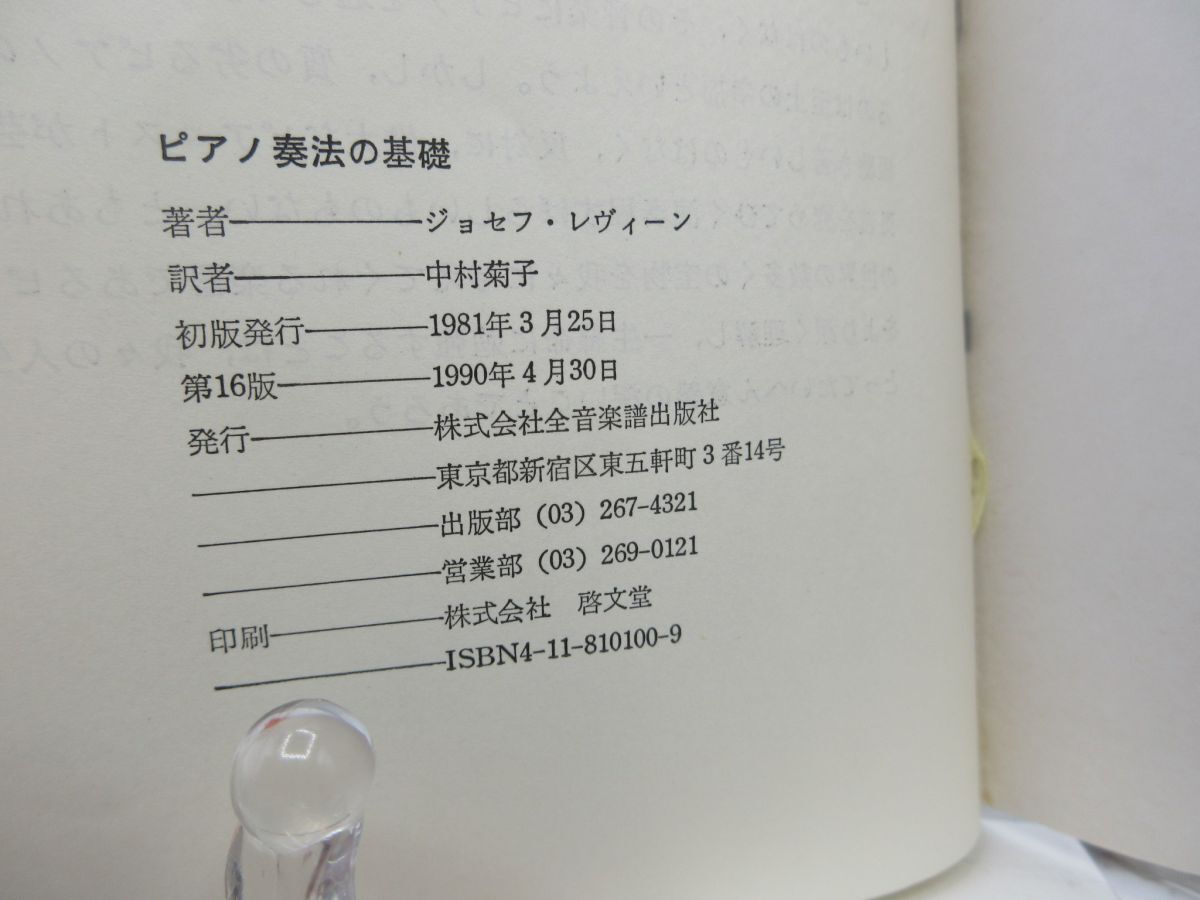 ピアノ奏法の基礎
著者――ジョセフ・レヴィーン
訳者――中村菊子
初版発行――1981年3月25日
第16版――1990年4月30日
発行――株式会社全音楽譜出版社
――東京都新宿区東五軒町3番14号
――出版部 (03) 267-4321
――営業部 (03) 269-0121
印刷――株式会社 啓文堂
――ISBN4-11-810100-9